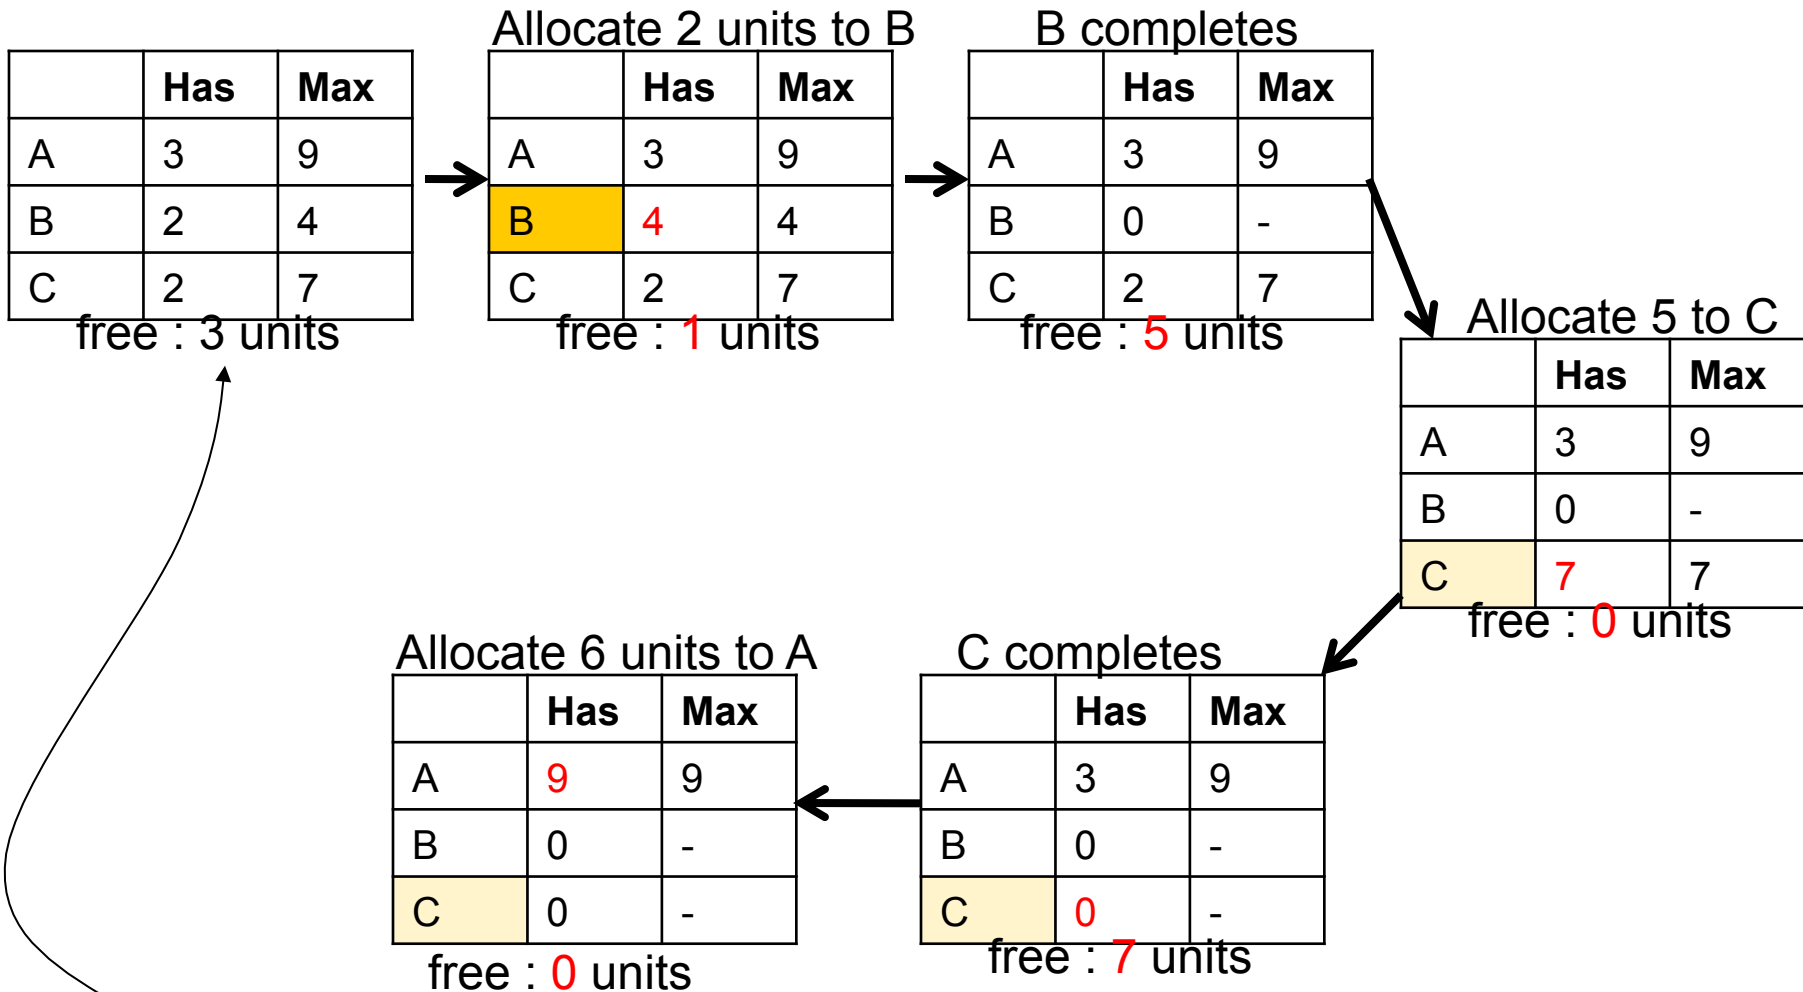 Has Max
A 3 9
B 2 4
C 2 7
free : 3 units
Allocate 2 units to B
Has Max
A 3 9
B 4 4
C 2 7
free : 1 units
B completes
Has Max
A 3 9
B 0 -
C 2 7
free : 5 units
Allocate 5 to C
Has Max
A 3 9
B 0 -
C 7 7
free : 0 units
C completes
Has Max
A 3 9
B 0 -
C 0 -
free : 7 units
Allocate 6 units to A
Has Max
A 9 9
B 0 -
C 0 -
free : 0 units